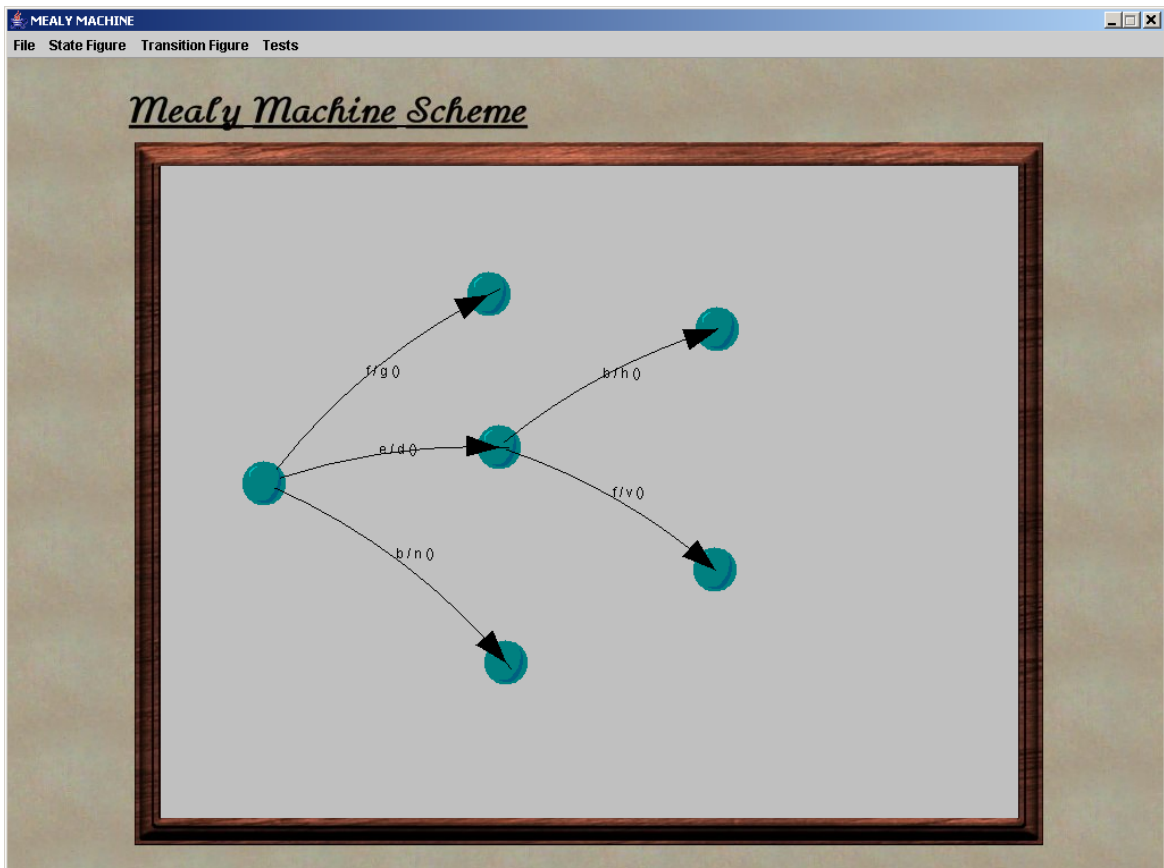 MEALY MACHINE
File State Figure Transition Figure Tests
Mealy Machine Scheme
f / g ()
b / h ()
e / d ()
f / v ()
b / n ()